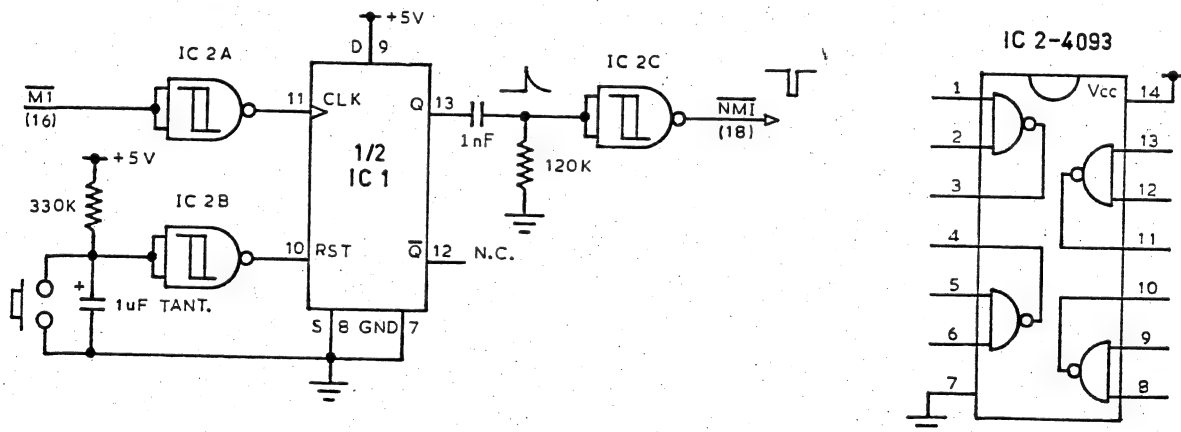 +5V
D 9
IC 2A
M1
(16)
11
CLK
Q
13
1nF
IC 2C
NMI
(18)
120K
1/2
IC 1
+5V
330K
IC 2B
10
RST
Q
12
N.C.
+
1uF TANT.
S 8 GND 7
IC 2-4093
Vcc
1
2
3
4
5
6
7
14
13
12
11
10
9
8